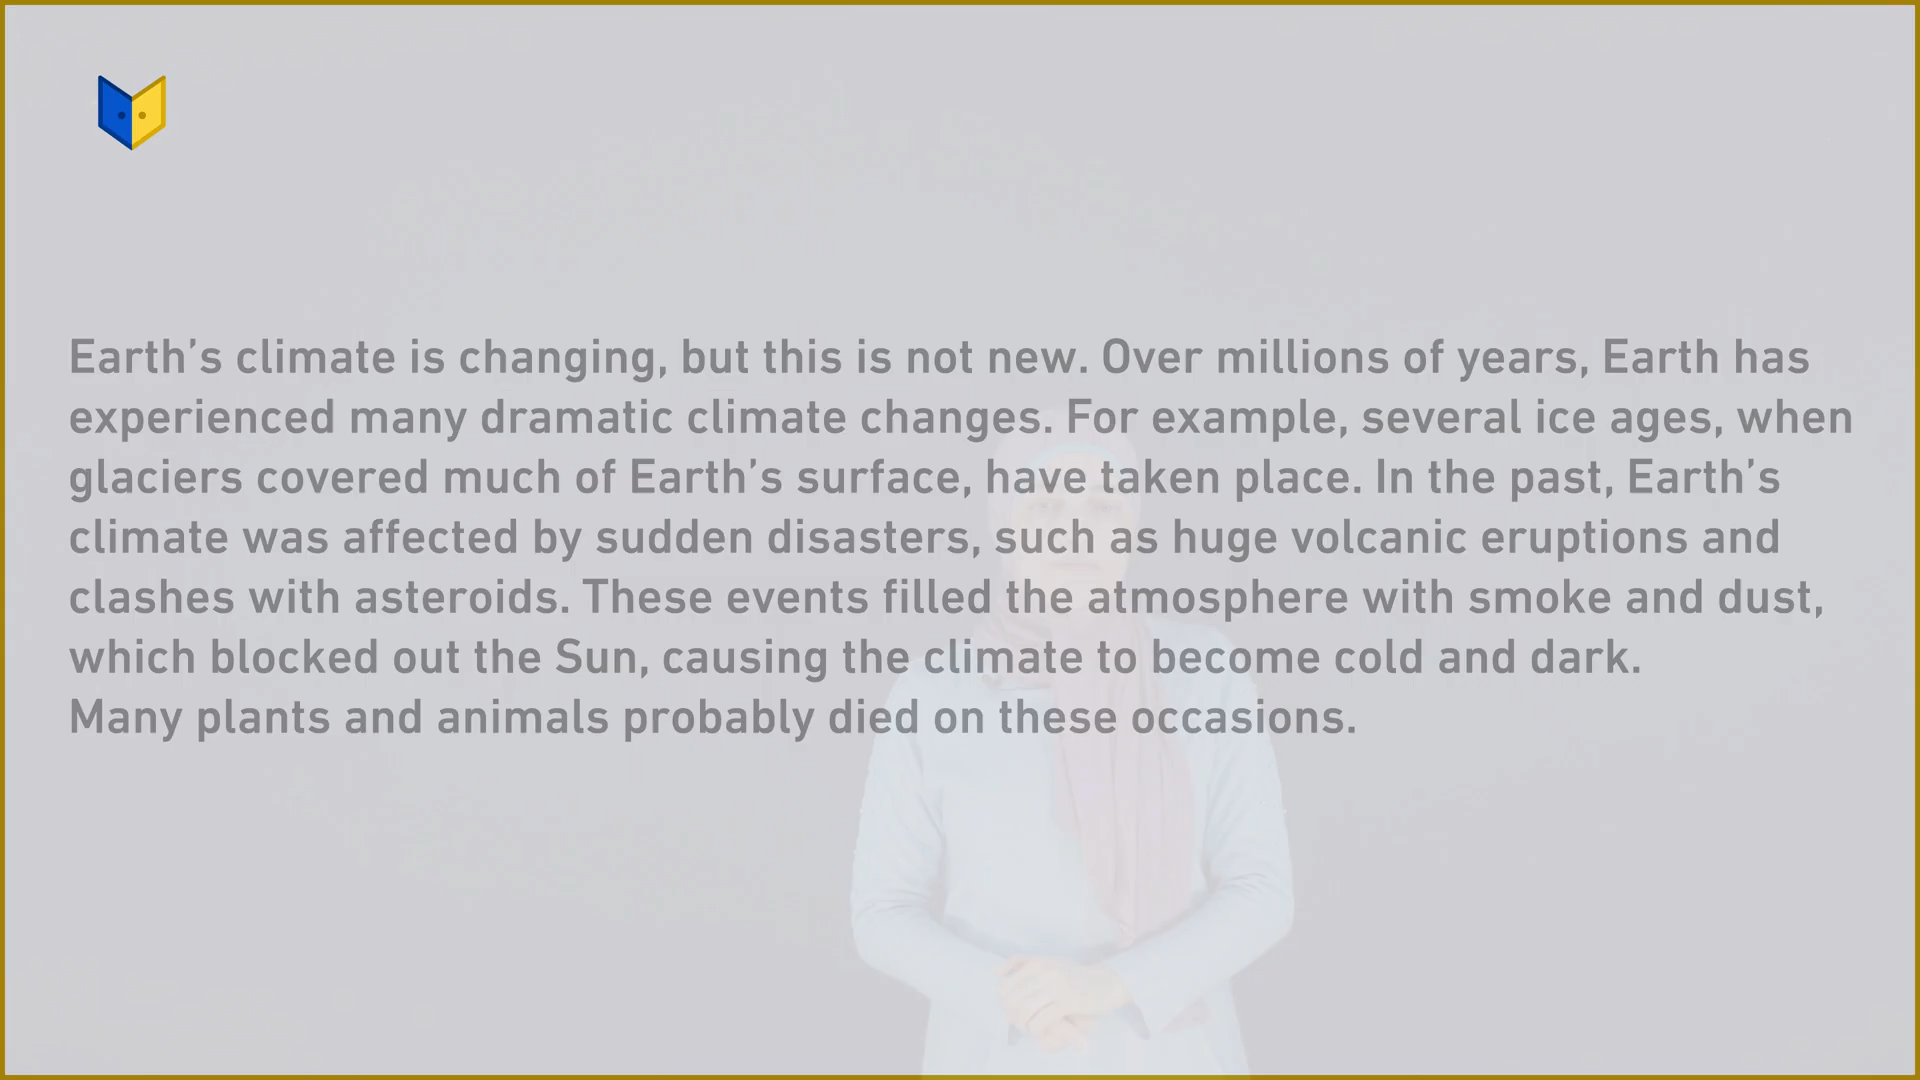 Earth’s climate is changing, but this is not new. Over millions of years, Earth has
experienced many dramatic climate changes. For example, several ice ages, when
glaciers covered much of Earth’s surface, have taken place. In the past, Earth’s
climate was affected by sudden disasters, such as huge volcanic eruptions and
clashes with asteroids. These events filled the atmosphere with smoke and dust,
which blocked out the Sun, causing the climate to become cold and dark.
Many plants and animals probably died on these occasions.